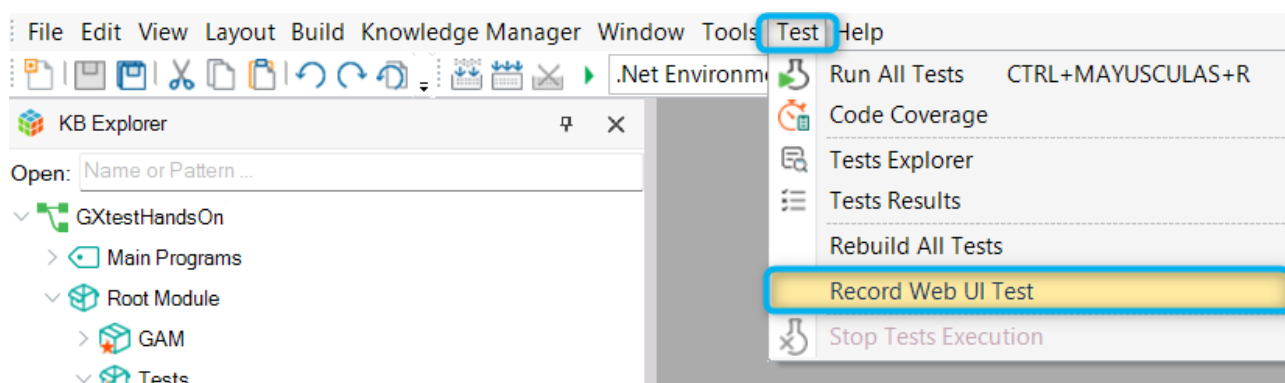 File Edit View Layout Build Knowledge Manager Window Tools Test Help
.Net Environm
Run All Tests CTRL+MAYUSCULAS+R
KB Explorer
Code Coverage
Open: Name or Pattern ...
Tests Explorer
GXtestHandsOn
Tests Results
Main Programs
Rebuild All Tests
Root Module
Record Web UI Test
GAM
Stop Tests Execution
Tests